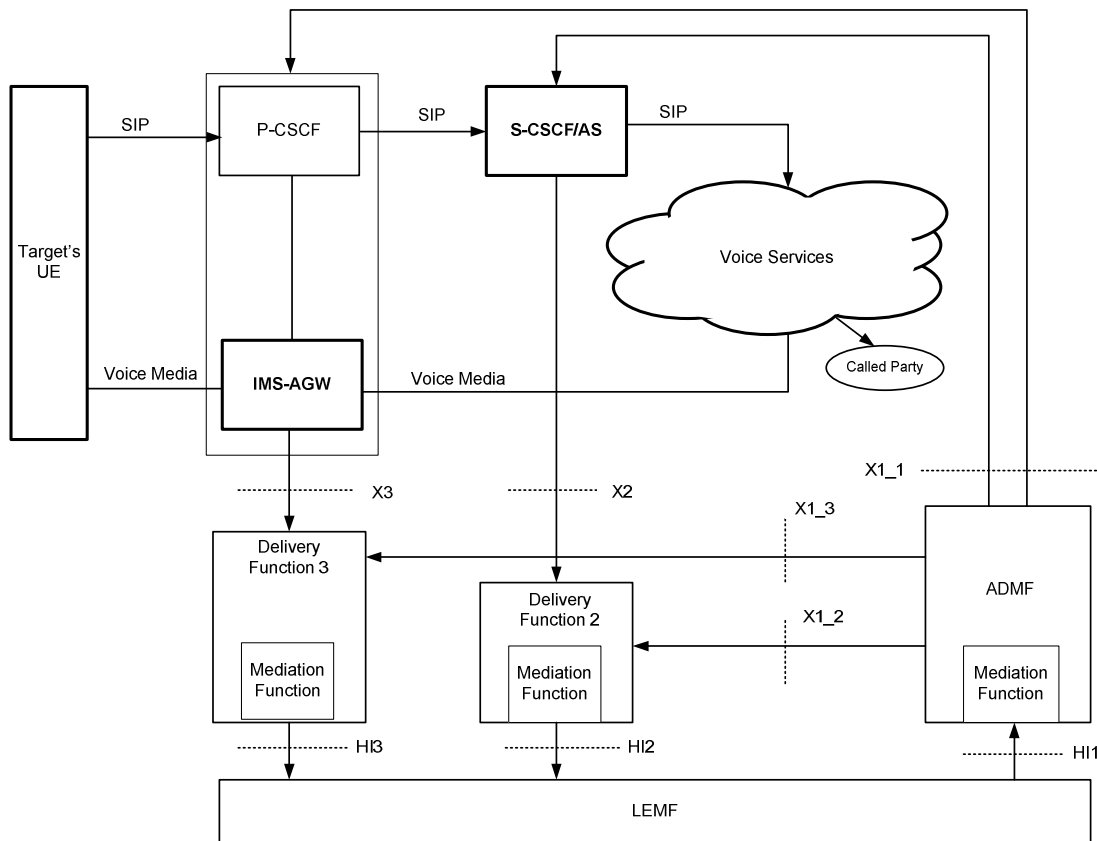 SIP
P-CSCF
SIP
S-CSCF/AS
SIP
Target's
UE
Voice Services
Voice Media
IMS-AGW
Voice Media
Called Party
X1_1
X3
X2
X1_3
Delivery
Function 3
ADMF
Delivery
Function 2
X1_2
Mediation
Function
Mediation
Function
Mediation
Function
HI3
HI2
HI1
LEMF